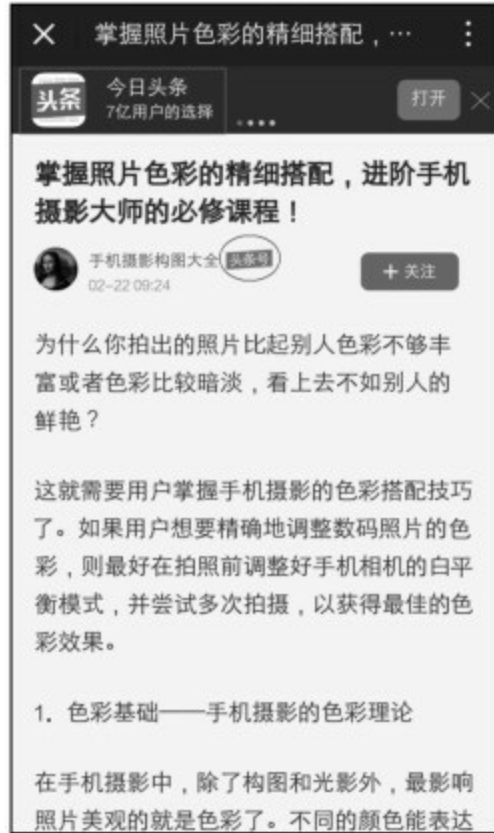 掌握照片色彩的精细搭配，…
头条
今日头条
7亿用户的选择
打开
掌握照片色彩的精细搭配，进阶手机
摄影大师的必修课程！
手机摄影构图大全 头条号
02-22 09:24
+ 关注
为什么你拍出的照片比起别人色彩不够丰
富或者色彩比较暗淡，看上去不如别人的
鲜艳？
这就需要用户掌握手机摄影的色彩搭配技巧
了。如果用户想要精确地调整数码照片的色
彩，则最好在拍照前调整好手机相机的白平
衡模式，并尝试多次拍摄，以获得最佳的色
彩效果。
1. 色彩基础——手机摄影的色彩理论
在手机摄影中，除了构图和光影外，最影响
照片美观的就是色彩了。不同的颜色能表达